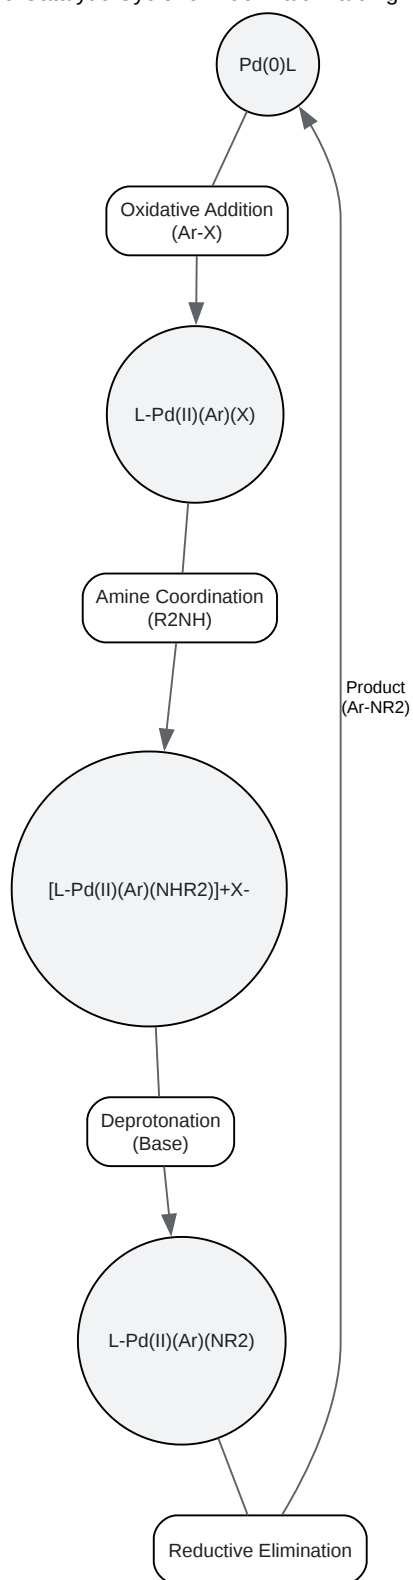 Pd(0)L
Oxidative Addition
(Ar-X)
L-Pd(II)(Ar)(X)
Amine Coordination
(R2NH)
Product
(Ar-NR2)
[L-Pd(II)(Ar)(NHR2)]+X-
Deprotonation
(Base)
L-Pd(II)(Ar)(NR2)
Reductive Elimination